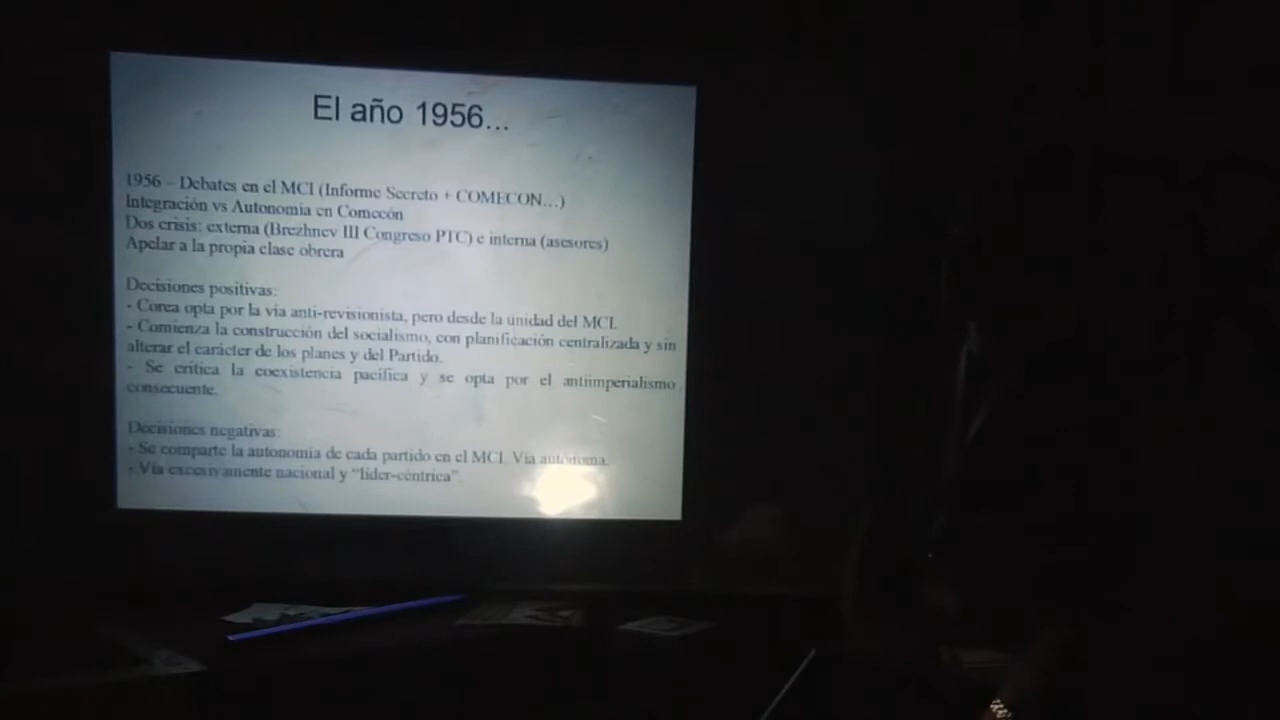 El año 1956...
1956 – Debates en el MCI (Informe Secreto + COMECON...)
Integración vs Autonomia en Comecón
Dos crisis: externa (Brezhnev III Congreso PTC) e interna (asesores)
Apelar a la propia clase obrera
Decisiones positivas:
- Corea opta por la vía anti-revisionista, pero desde la unidad del MCI.
- Comienza la construcción del socialismo, con planificación centralizada y sin
alterar el carácter de los planes y del Partido.
- Se critica la coexistencia pacífica y se opta por el antiimperialismo
consecuente.
Decisiones negativas:
- Se comparte la autonomía de cada partido en el MCI. Vía autónoma.
- Vía excesivamente nacional y “líder-céntrica”.